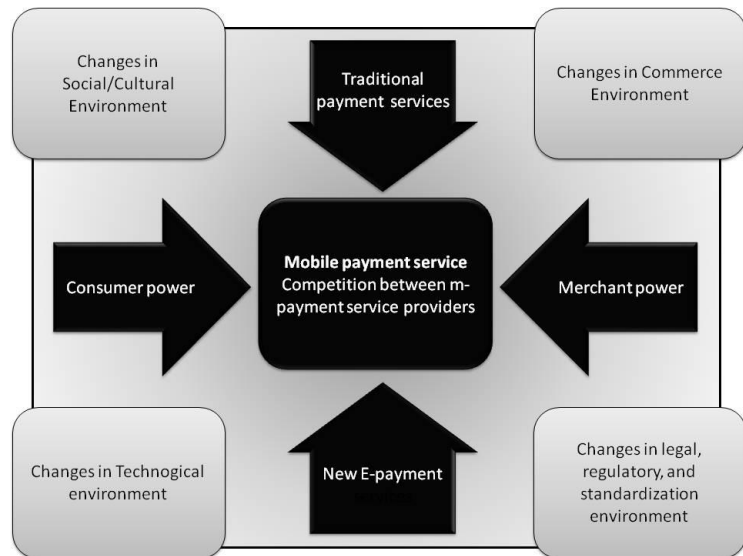 Changes in
Social/Cultural
Environment
Traditional
payment services
Changes in Commerce
Environment
Consumer power
Mobile payment service
Competition between m-
payment service providers
Merchant power
Changes in Technogical
environment
New E-payment
Changes in legal,
regulatory, and
standardization
environment